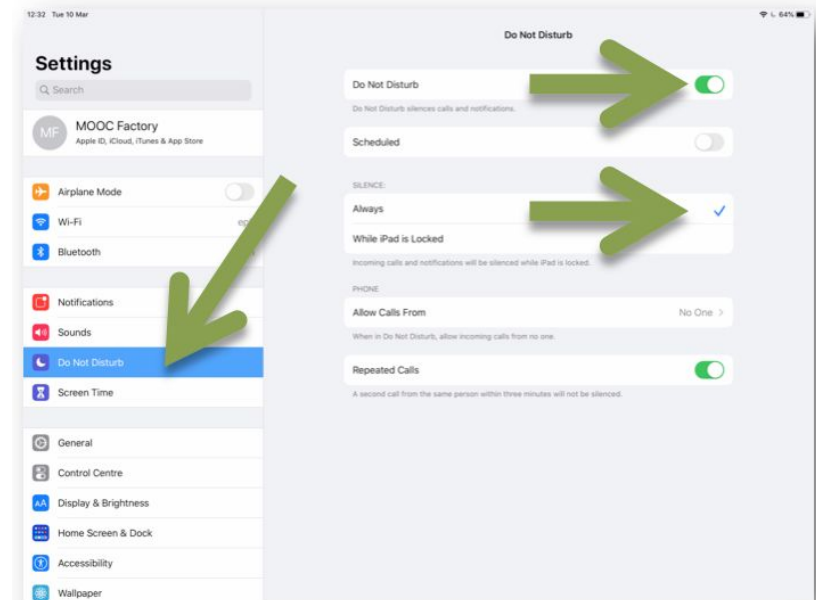 12:32 Tue 10 Mar
64%
Settings
Search
MF
MOOC Factory
Apple ID, iCloud, iTunes & App Store
Airplane Mode
Wi-Fi
Bluetooth
Notifications
Sounds
Do Not Disturb
Screen Time
General
Control Centre
AA
Display & Brightness
Home Screen & Dock
Accessibility
Wallpaper
Do Not Disturb
Do Not Disturb
Do Not Disturb silences calls and notifications.
Scheduled
SILENCE:
Always
While iPad is Locked
Incoming calls and notifications will be silenced while iPad is locked.
PHONE
Allow Calls From No One
When in Do Not Disturb, allow incoming calls from no one.
Repeated Calls
A second call from the same person within three minutes will not be silenced.